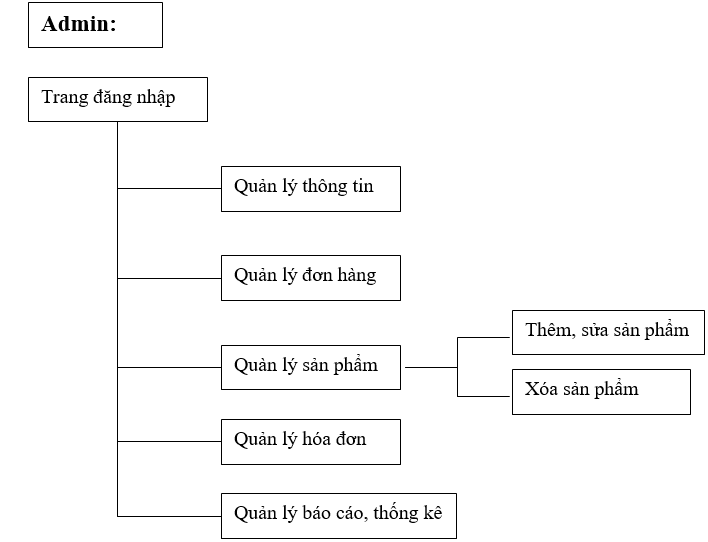 Admin:
Trang đăng nhập
Quản lý thông tin
Quản lý đơn hàng
Quản lý sản phẩm
Thêm, sửa sản phẩm
Xóa sản phẩm
Quản lý hóa đơn
Quản lý báo cáo, thống kê